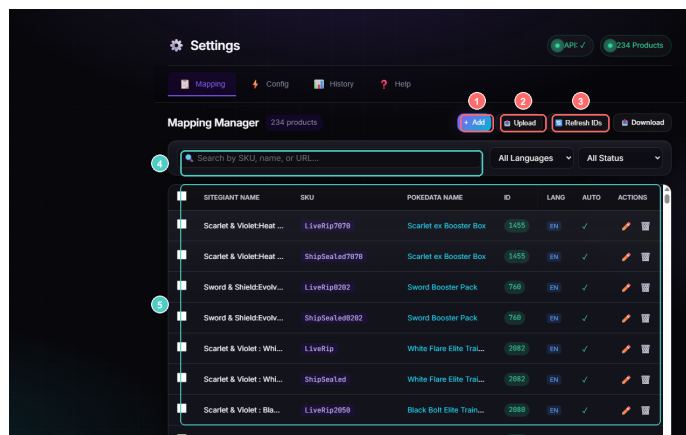 Settings
API: ✓
234 Products
Mapping
Config
History
Help
1
2
3
Mapping Manager
234 products
+ Add
Upload
Refresh IDs
Download
4
Search by SKU, name, or URL...
All Languages
All Status
SITEGIANT NAME SKU POKEDATA NAME ID LANG AUTO ACTIONS
Scarlet & Violet:Heat ... LiveRip7070 Scarlet ex Booster Box 1455 EN ✓
Scarlet & Violet:Heat ... ShipSealed7070 Scarlet ex Booster Box 1455 EN ✓
Sword & Shield:Evolv... LiveRip0202 Sword Booster Pack 760 EN ✓
5
Sword & Shield:Evolv... ShipSealed0202 Sword Booster Pack 760 EN ✓
Scarlet & Violet : Whi... LiveRip White Flare Elite Trai... 2082 EN ✓
Scarlet & Violet : Whi... ShipSealed White Flare Elite Trai... 2082 EN ✓
Scarlet & Violet : Bla... LiveRip2050 Black Bolt Elite Train... 2080 EN ✓